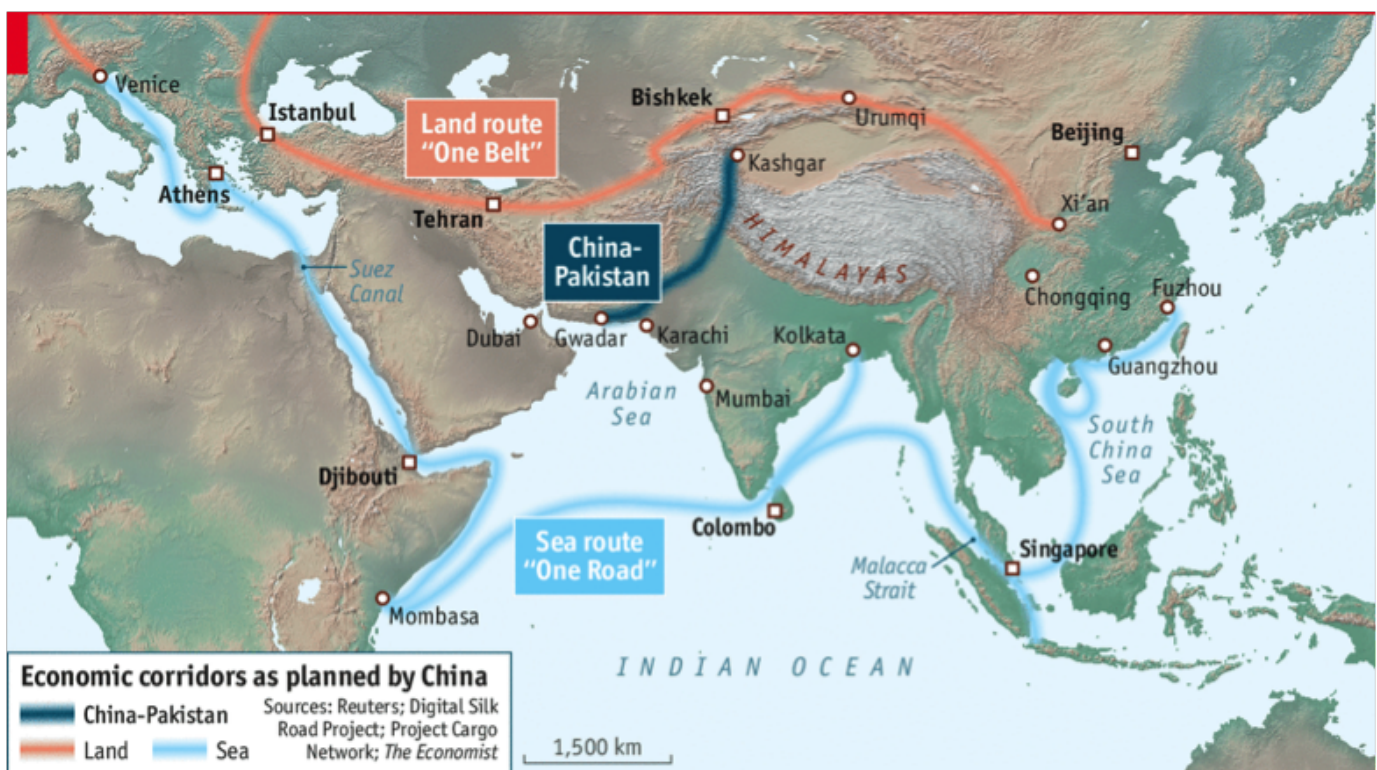 Venice
Istanbul
Land route
"One Belt"
Bishkek
Urumqi
Beijing
Athens
Tehran
Kashgar
Xi'an
HIMALAYAS
China-
Pakistan
Suez
Canal
Chongqing
Fuzhou
Dubai
Gwadar
Karachi
Kolkata
Guangzhou
Arabian
Sea
Mumbai
South
China
Sea
Djibouti
Colombo
Sea route
"One Road"
Malacca
Strait
Singapore
Mombasa
INDIAN OCEAN
Economic corridors as planned by China
China-Pakistan
Land
Sea
Sources: Reuters; Digital Silk
Road Project; Project Cargo
Network; The Economist
1,500 km